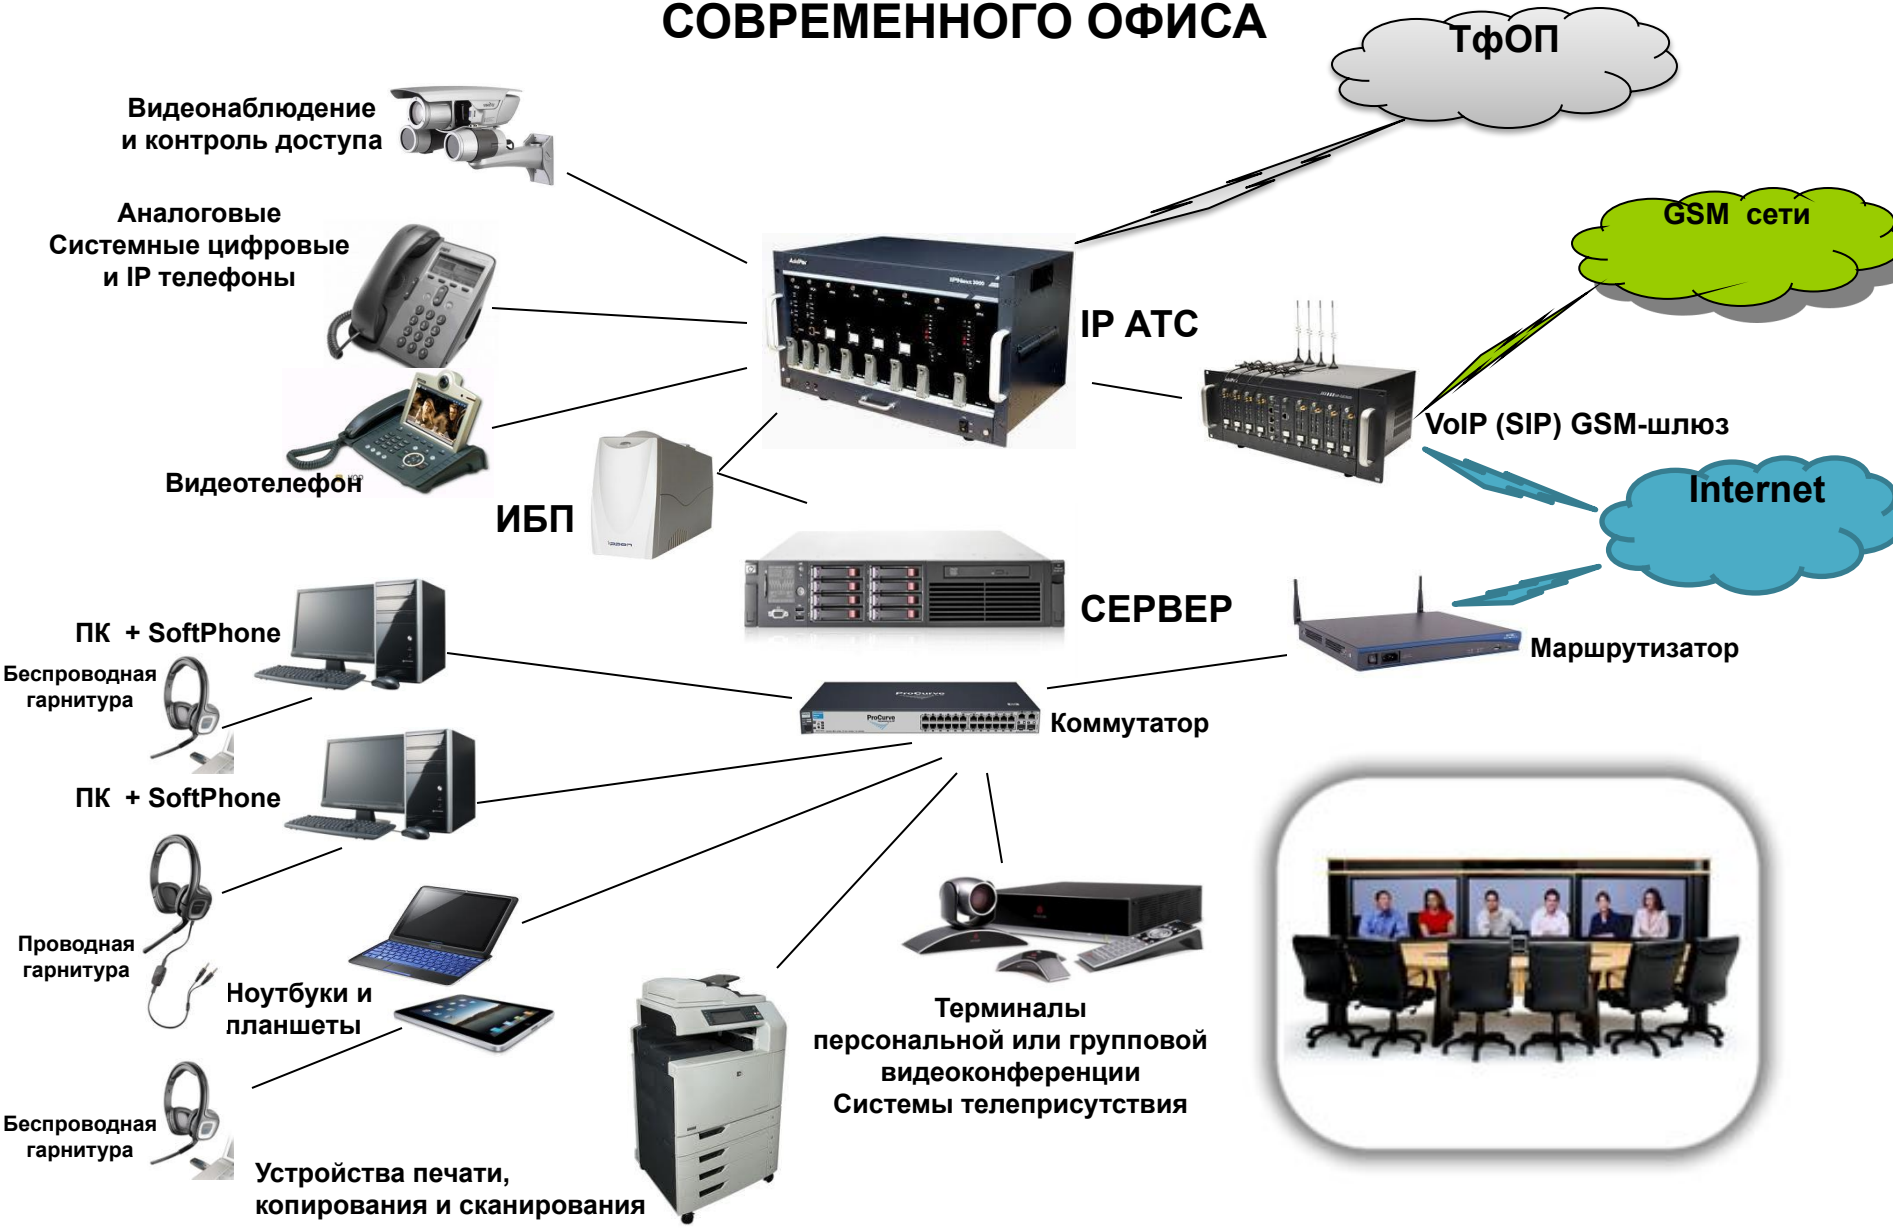 СОВРЕМЕННОГО ОФИСА
ТфОП
Видеонаблюдение
и контроль доступа
Аналоговые
Системные цифровые
и IP телефоны
GSM сети
IP АТС
VoIP (SIP) GSM-шлюз
Видеотелефон
ИБП
Internet
СЕРВЕР
ПК + SoftPhone
Маршрутизатор
Беспроводная
гарнитура
ProCurve
ProCurve
Коммутатор
ПК + SoftPhone
Проводная
гарнитура
Ноутбуки и
планшеты
Терминалы
персональной или групповой
видеоконференции
Системы телеприсутствия
Беспроводная
гарнитура
Устройства печати,
копирования и сканирования